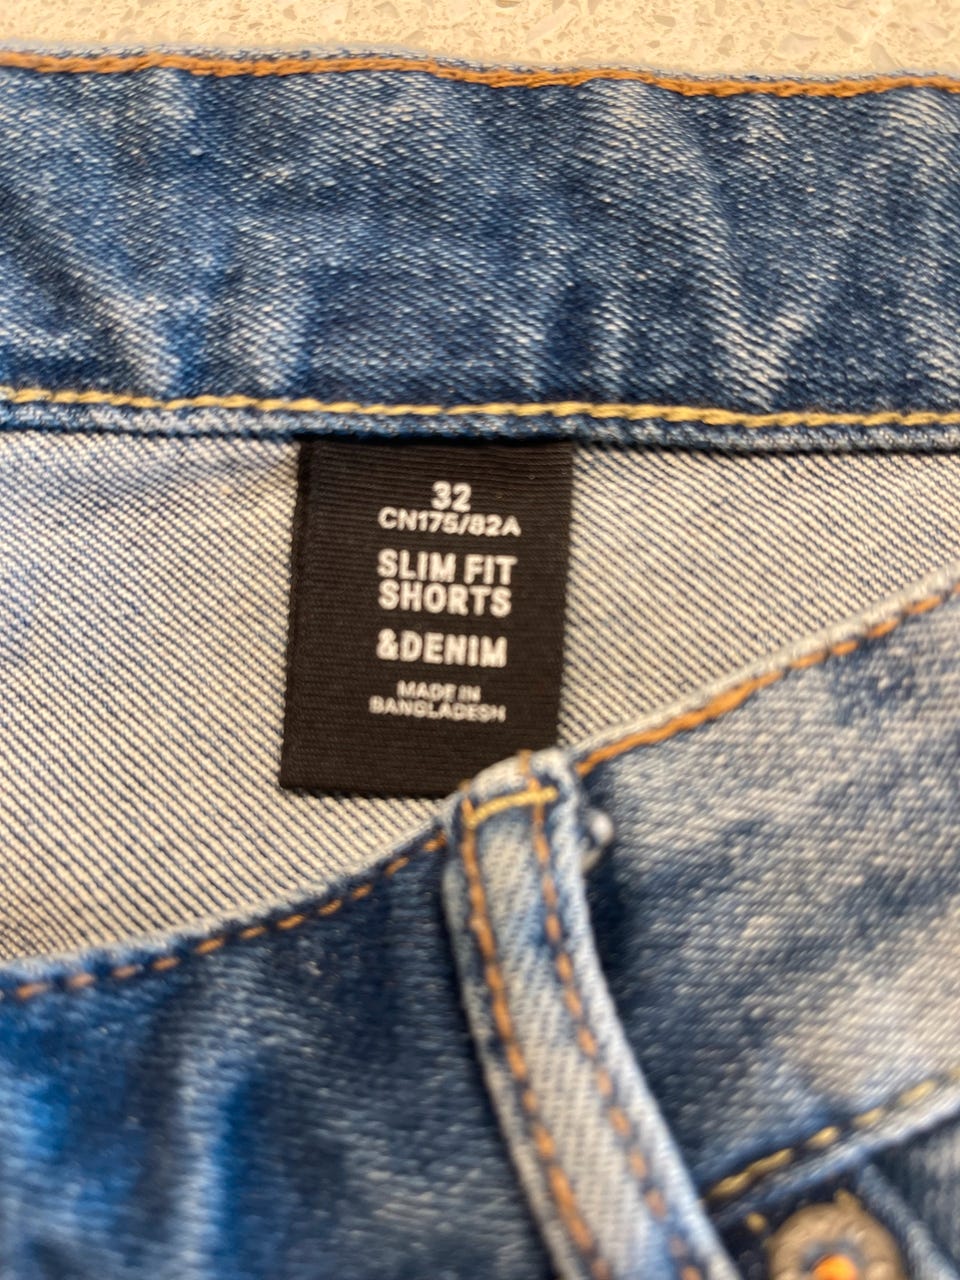 32
CN175/82A
SLIM FIT
SHORTS
&DENIM
MADE IN
BANGLADESH